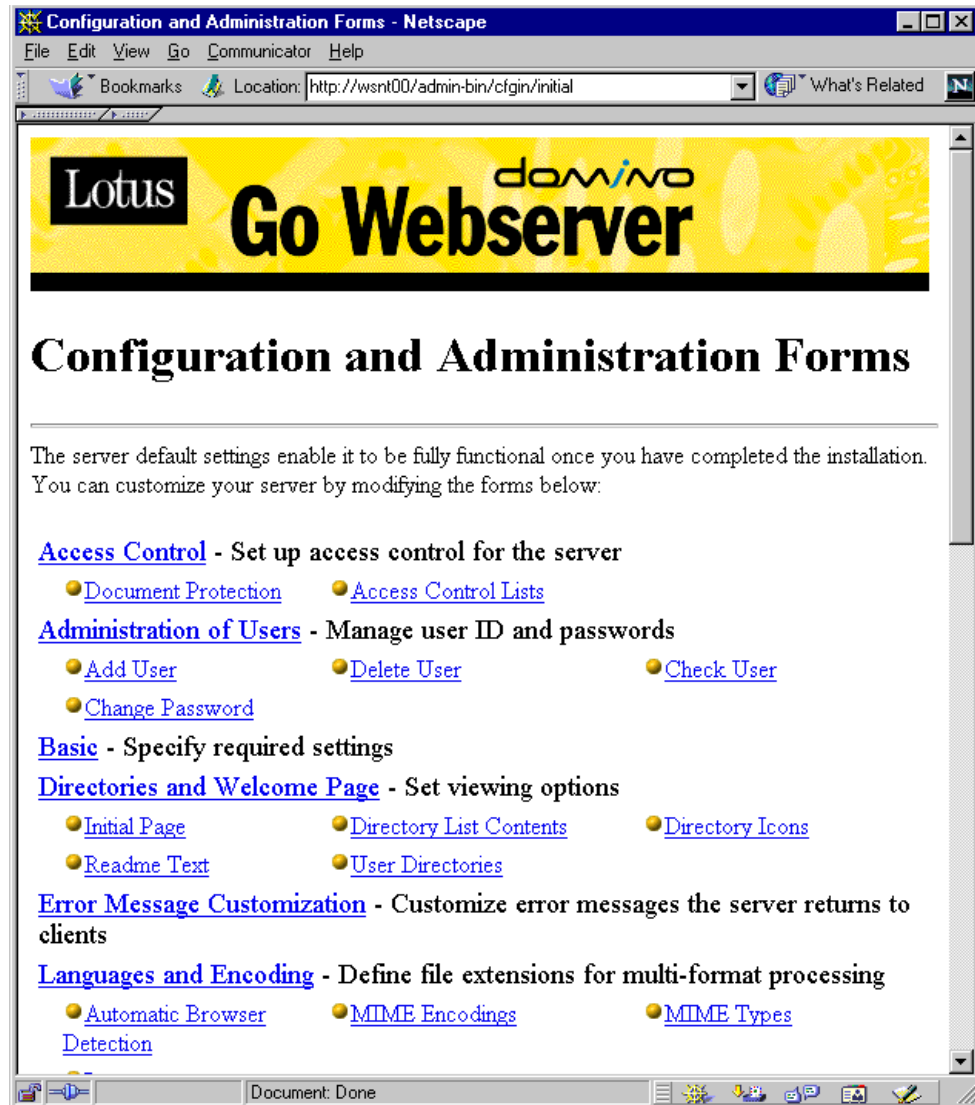 Configuration and Administration Forms - Netscape
File Edit View Go Communicator Help
Bookmarks Location: http://wsnt00/admin-bin/cfgin/initial What's Related N
Lotus
domino
Go Webserver
Configuration and Administration Forms
The server default settings enable it to be fully functional once you have completed the installation.
You can customize your server by modifying the forms below:
Access Control - Set up access control for the server
Document Protection Access Control Lists
Administration of Users - Manage user ID and passwords
Add User Delete User Check User
Change Password
Basic - Specify required settings
Directories and Welcome Page - Set viewing options
Initial Page Directory List Contents Directory Icons
Readme Text User Directories
Error Message Customization - Customize error messages the server returns to
clients
Languages and Encoding - Define file extensions for multi-format processing
Automatic Browser MIME Encodings MIME Types
Detection
Document: Done